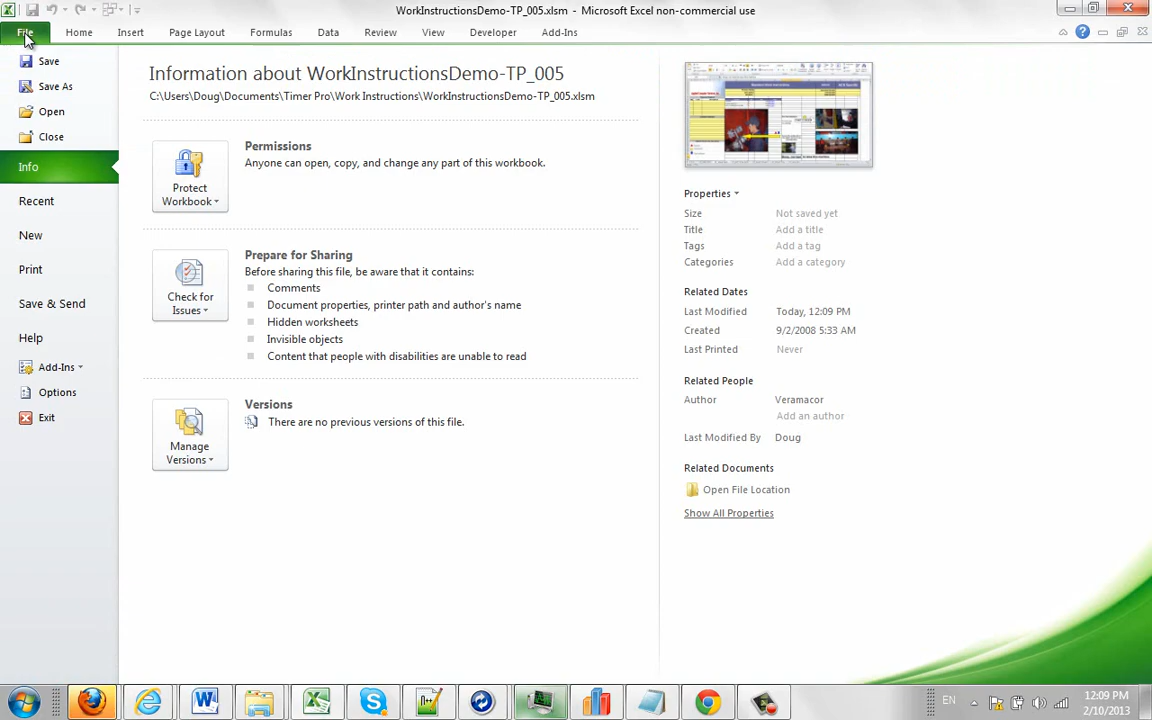 WorkInstructionsDemo-TP_005.xlsm - Microsoft Excel non-commercial use
File Home Insert Page Layout Formulas Data Review View Developer Add-Ins
Save
Save As
Open
Close
Info
Recent
New
Print
Save & Send
Help
Add-Ins
Options
Exit
Information about WorkInstructionsDemo-TP_005
C:\Users\Doug\Documents\Timer Pro\Work Instructions\WorkInstructionsDemo-TP_005.xlsm
Protect
Workbook
Permissions
Anyone can open, copy, and change any part of this workbook.
Check for
Issues
Prepare for Sharing
Before sharing this file, be aware that it contains:
Comments
Document properties, printer path and author's name
Hidden worksheets
Invisible objects
Content that people with disabilities are unable to read
Manage
Versions
Versions
There are no previous versions of this file.
Properties
Size Not saved yet
Title Add a title
Tags Add a tag
Categories Add a category
Related Dates
Last Modified Today, 12:09 PM
Created 9/2/2008 5:33 AM
Last Printed Never
Related People
Author Veramacor
Add an author
Last Modified By Doug
Related Documents
Open File Location
Show All Properties
EN
12:09 PM
2/10/2013